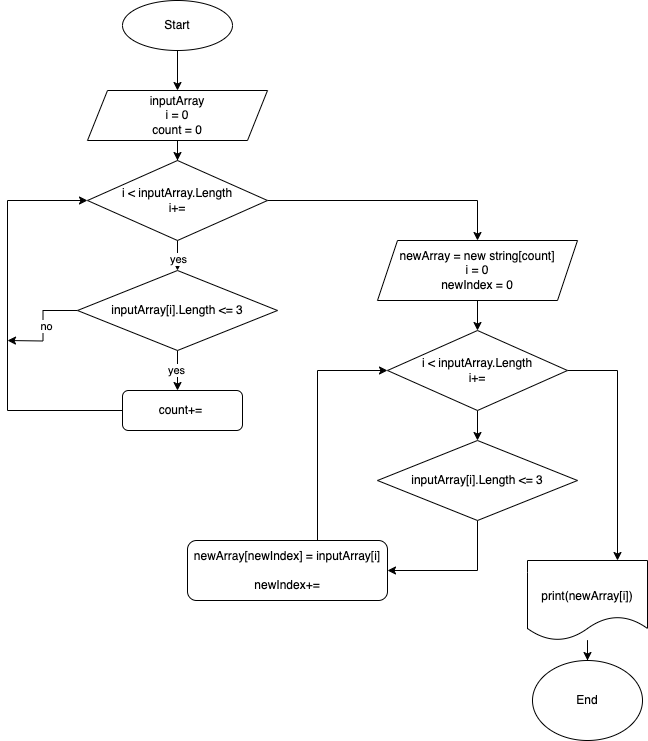 Start
inputArray
i = 0
count = 0
i < inputArray.Length
i+=
yes
inputArray[i].Length <= 3
no
yes
count+=
newArray = new string[count]
i = 0
newIndex = 0
i < inputArray.Length
i+=
inputArray[i].Length <= 3
newArray[newIndex] = inputArray[i]
newIndex+=
print(newArray[i])
End